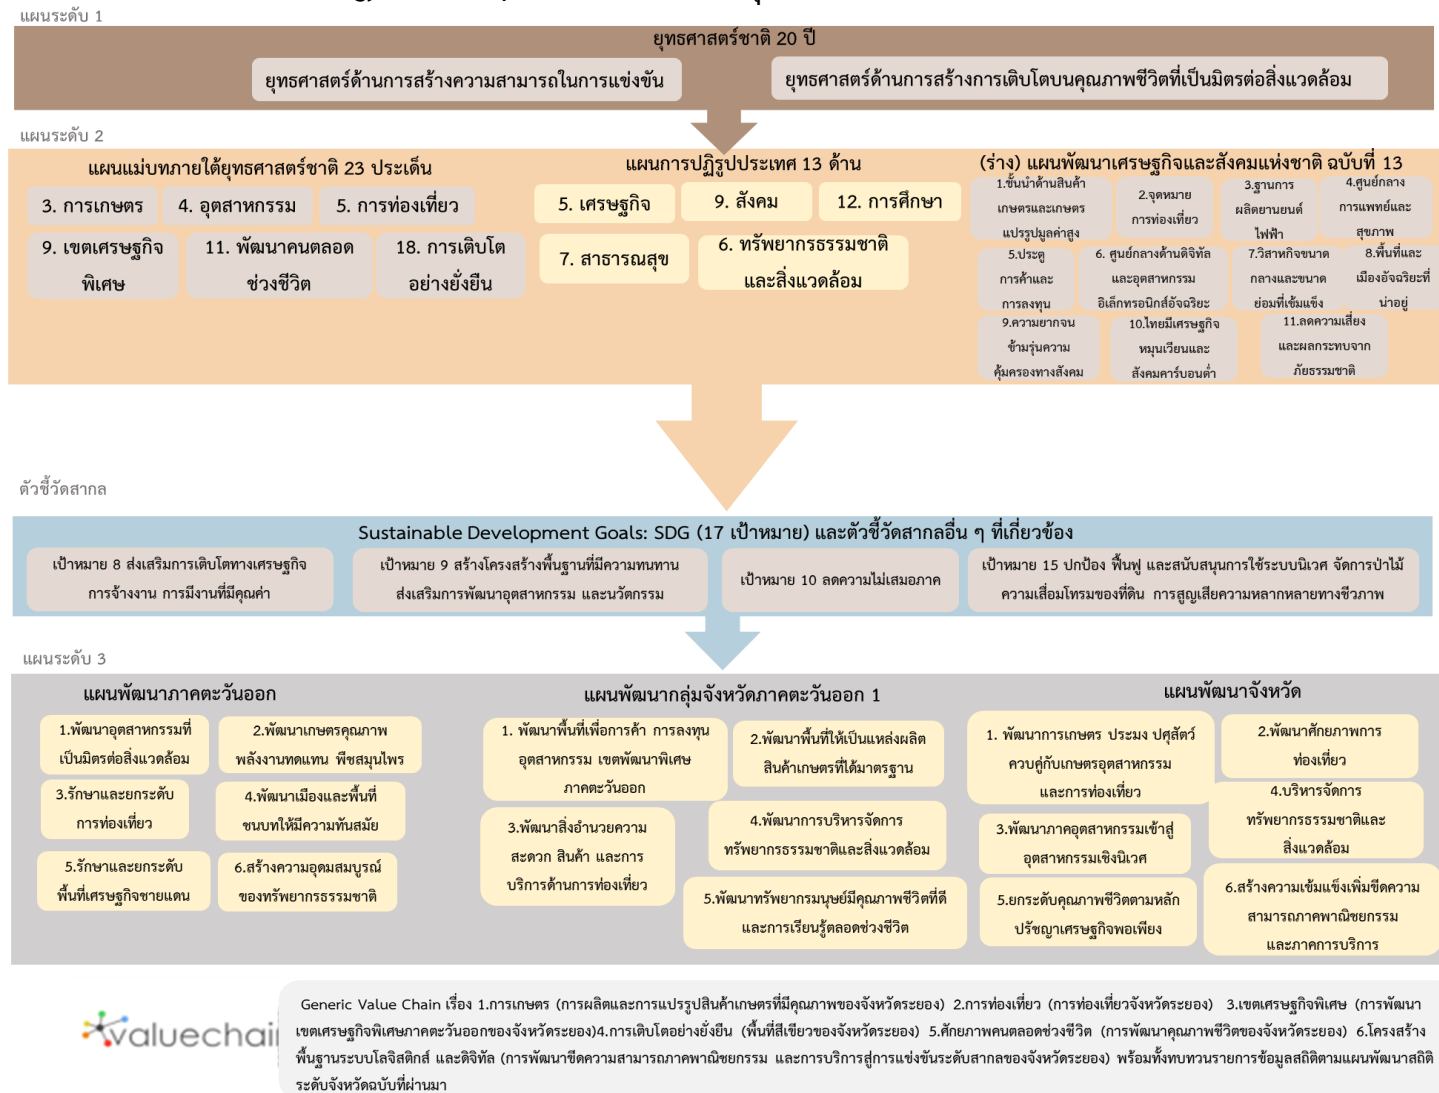 แผนระดับ 1
ยุทธศาสตร์ชาติ 20 ปี
ยุทธศาสตร์ด้านการสร้างความสามารถในการแข่งขัน
ยุทธศาสตร์ด้านการสร้างการเติบโตบนคุณภาพชีวิตที่เป็นมิตรต่อสิ่งแวดล้อม
แผนระดับ 2
แผนแม่บทภายใต้ยุทธศาสตร์ชาติ 23 ประเด็น
3. การเกษตร
4. อุตสาหกรรม
5. การท่องเที่ยว
9. เขตเศรษฐกิจ
พิเศษ
11. พัฒนาคนตลอด
ช่วงชีวิต
18. การเติบโต
อย่างยั่งยืน
แผนการปฏิรูปประเทศ 13 ด้าน
5. เศรษฐกิจ
9. สังคม
12. การศึกษา
7. สาธารณสุข
6. ทรัพยากรธรรมชาติ
และสิ่งแวดล้อม
(ร่าง) แผนพัฒนาเศรษฐกิจและสังคมแห่งชาติ ฉบับที่ 13
1.ชั้นนำด้านสินค้า
เกษตรและเกษตร
แปรรูปมูลค่าสูง
2.จุดหมาย
การท่องเที่ยว
3.ฐานการ
ผลิตยานยนต์
ไฟฟ้า
4.ศูนย์กลาง
การแพทย์และ
สุขภาพ
5.ประตู
การค้าและ
การลงทุน
6. ศูนย์กลางด้านดิจิทัล
และอุตสาหกรรม
อิเล็กทรอนิกส์อัจฉริยะ
7.วิสาหกิจขนาด
กลางและขนาด
ย่อมที่เข้มแข็ง
8.พื้นที่และ
เมืองอัจฉริยะที่
น่าอยู่
9.ความยากจน
ข้ามรุ่นความ
คุ้มครองทางสังคม
10.ไทยมีเศรษฐกิจ
หมุนเวียนและ
สังคมคาร์บอนต่ำ
11.ลดความเสี่ยง
และผลกระทบจาก
ภัยธรรมชาติ
ตัวชี้วัดสากล
Sustainable Development Goals: SDG (17 เป้าหมาย) และตัวชี้วัดสากลอื่น ๆ ที่เกี่ยวข้อง
เป้าหมาย 8 ส่งเสริมการเติบโตทางเศรษฐกิจ
การจ้างงาน การมีงานที่มีคุณค่า
เป้าหมาย 9 สร้างโครงสร้างพื้นฐานที่มีความทนทาน
ส่งเสริมการพัฒนาอุตสาหกรรม และนวัตกรรม
เป้าหมาย 10 ลดความไม่เสมอภาค
เป้าหมาย 15 ปกป้อง ฟื้นฟู และสนับสนุนการใช้ระบบนิเวศ จัดการป่าไม้
ความเสื่อมโทรมของที่ดิน การสูญเสียความหลากหลายทางชีวภาพ
แผนระดับ 3
แผนพัฒนาภาคตะวันออก
1.พัฒนาอุตสาหกรรมที่
เป็นมิตรต่อสิ่งแวดล้อม
2.พัฒนาเกษตรคุณภาพ
พลังงานทดแทน พืชสมุนไพร
3.รักษาและยกระดับ
การท่องเที่ยว
4.พัฒนาเมืองและพื้นที่
ชนบทให้มีความทันสมัย
5.รักษาและยกระดับ
พื้นที่เศรษฐกิจชายแดน
6.สร้างความอุดมสมบูรณ์
ของทรัพยากรธรรมชาติ
แผนพัฒนากลุ่มจังหวัดภาคตะวันออก 1
1. พัฒนาพื้นที่เพื่อการค้า การลงทุน
อุตสาหกรรม เขตพัฒนาพิเศษ
ภาคตะวันออก
2.พัฒนาพื้นที่ให้เป็นแหล่งผลิต
สินค้าเกษตรที่ได้มาตรฐาน
3.พัฒนาสิ่งอำนวยความ
สะดวก สินค้า และการ
บริการด้านการท่องเที่ยว
4.พัฒนาการบริหารจัดการ
ทรัพยากรธรรมชาติและสิ่งแวดล้อม
5.พัฒนาทรัพยากรมนุษย์มีคุณภาพชีวิตที่ดี
และการเรียนรู้ตลอดช่วงชีวิต
แผนพัฒนาจังหวัด
1. พัฒนาการเกษตร ประมง ปศุสัตว์
ควบคู่กับเกษตรอุตสาหกรรม
และการท่องเที่ยว
2.พัฒนาศักยภาพการ
ท่องเที่ยว
3.พัฒนาภาคอุตสาหกรรมเข้าสู่
อุตสาหกรรมเชิงนิเวศ
4.บริหารจัดการ
ทรัพยากรธรรมชาติและ
สิ่งแวดล้อม
5.ยกระดับคุณภาพชีวิตตามหลัก
ปรัชญาเศรษฐกิจพอเพียง
6.สร้างความเข้มแข็งเพิ่มขีดความ
สามารถภาคพาณิชยกรรม
และภาคการบริการ
valuechai
Generic Value Chain เรื่อง 1.การเกษตร (การผลิตและการแปรรูปสินค้าเกษตรที่มีคุณภาพของจังหวัดระยอง) 2.การท่องเที่ยว (การท่องเที่ยวจังหวัดระยอง) 3.เขตเศรษฐกิจพิเศษ (การพัฒนา
เขตเศรษฐกิจพิเศษภาคตะวันออกของจังหวัดระยอง)4.การเติบโตอย่างยั่งยืน (พื้นที่สีเขียวของจังหวัดระยอง) 5.ศักยภาพคนตลอดช่วงชีวิต (การพัฒนาคุณภาพชีวิตของจังหวัดระยอง) 6.โครงสร้าง
พื้นฐานระบบโลจิสติกส์ และดิจิทัล (การพัฒนาขีดความสามารถภาคพาณิชยกรรม และการบริการสู่การแข่งขันระดับสากลของจังหวัดระยอง) พร้อมทั้งทบทวนรายการข้อมูลสถิติตามแผนพัฒนาสถิติ
ระดับจังหวัดฉบับที่ผ่านมา